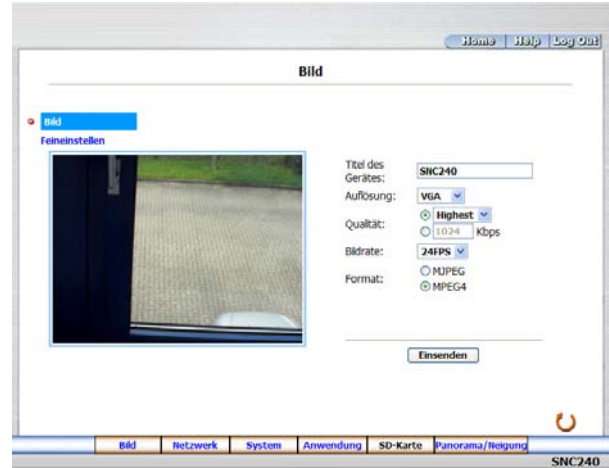 Home Help Log Out
Bild
Bild
Feineinstellen
Titel des Gerätes: SNC240
Auflösung: VGA
Qualität: Highest
1024 Kbps
Bildrate: 24FPS
Format: MJPEG
MPEG4
Einsenden
Bild Netzwerk System Anwendung SD-Karte Panorama/Neigung
SNC240